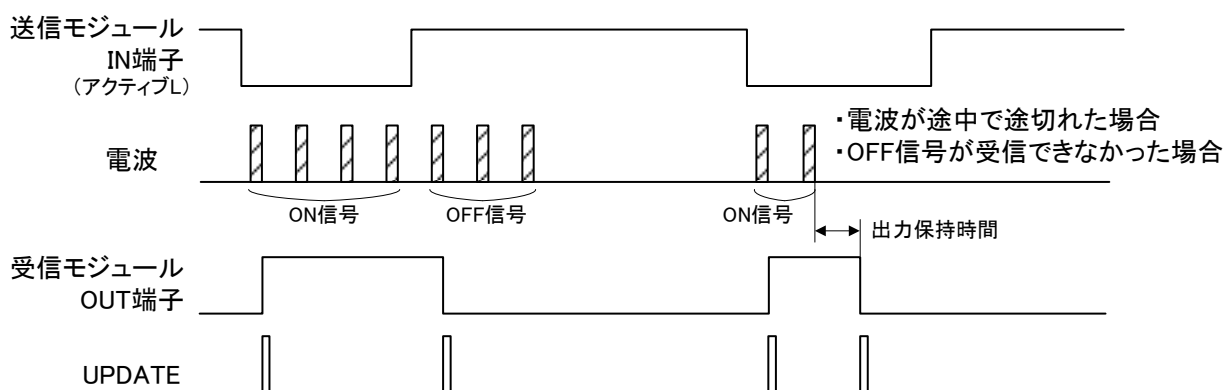 送信モジュール
IN端子
（アクティブL）
電波
・電波が途中で途切れた場合
・OFF信号が受信できなかった場合
ON信号
OFF信号
ON信号
出力保持時間
受信モジュール
OUT端子
UPDATE